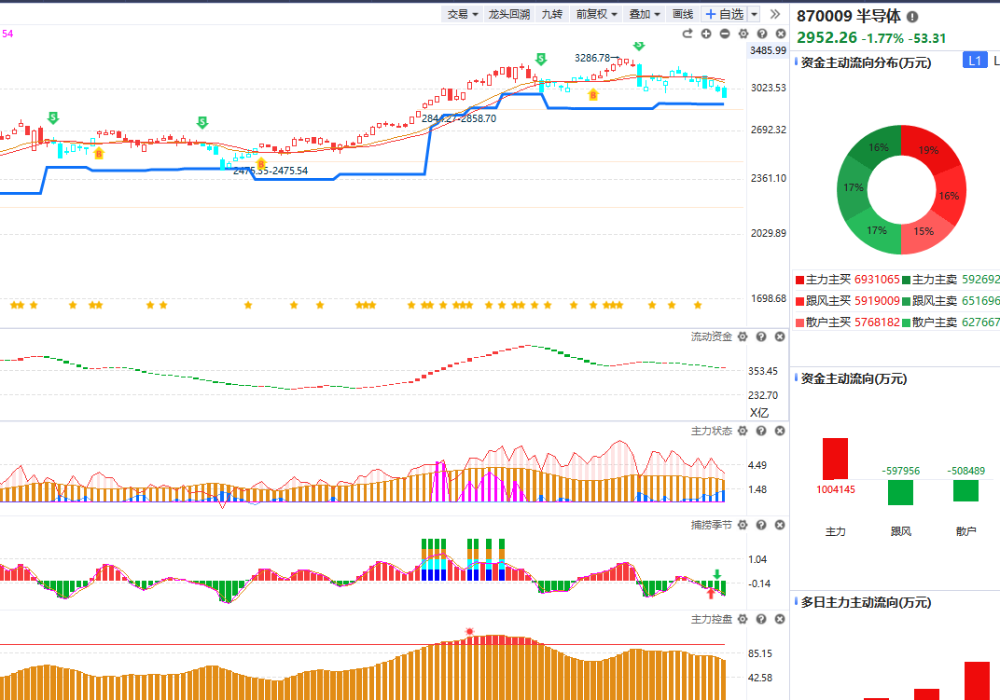 交易 龙头回溯 九转 前复权 叠加 画线 自选
54
3485.99
3286.78
3023.53
284 .27-2858.70
2692.32
2475.35-2475.54
2361.10
2029.89
1698.68
S S S S
B B B
流动资金
353.45
232.70
X亿
主力状态
4.49
1.48
捕捞季节
1.04
-0.14
主力控盘
85.15
42.58
870009 半导体
2952.26 -1.77% -53.31
资金主动流向分布(万元) L1 L
16% 19%
17% 16%
17% 15%
主力主买 6931065 主力主卖 592692
跟风主买 5919009 跟风主卖 651696
散户主买 5768182 散户主卖 627667
资金主动流向(万元)
-597956 -508489
1004145
主力 跟风 散户
多日主力主动流向(万元)